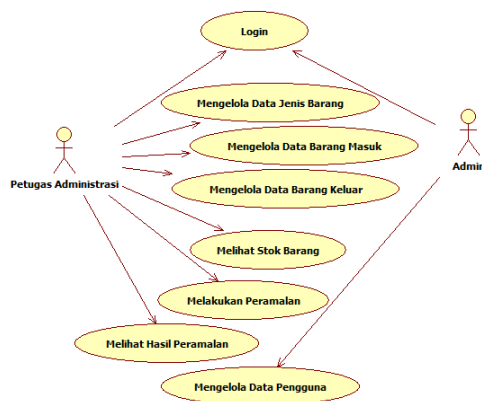 Login
Mengelola Data Jenis Barang
Mengelola Data Barang Masuk
Petugas Administrasi
Admin
Mengelola Data Barang Keluar
Melihat Stok Barang
Melakukan Peramalan
Melihat Hasil Peramalan
Mengelola Data Pengguna